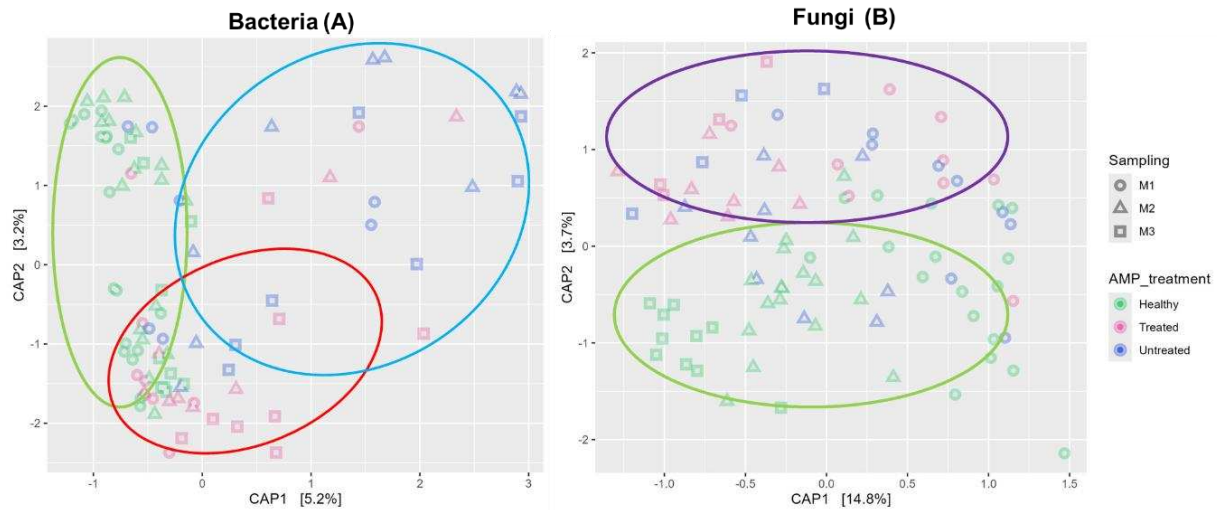 Bacteria (A)
Fungi (B)
2
1
0
-1
-2
CAP2 [3.2%]
-1
0
1
2
3
CAP1 [5.2%]
2
1
0
-1
-2
CAP2 [3.7%]
-1.0
-0.5
0.0
0.5
1.0
1.5
CAP1 [14.8%]
Sampling
M1
M2
M3
AMP_treatment
Healthy
Treated
Untreated